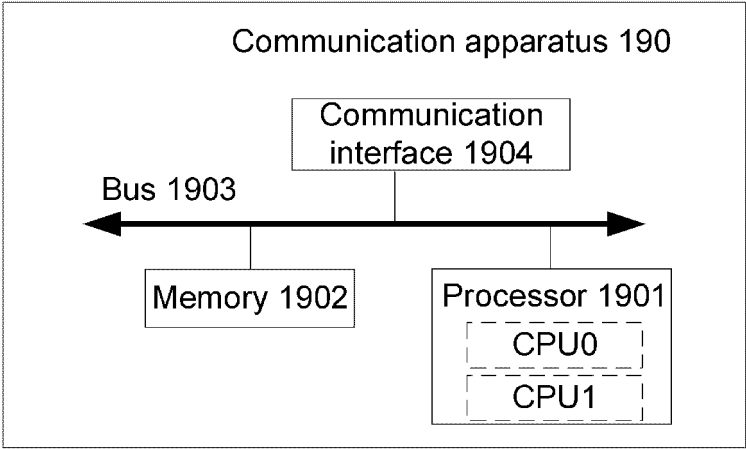 Communication apparatus 190
Communication
interface 1904
Bus 1903
Memory 1902
Processor 1901
CPU0
CPU1